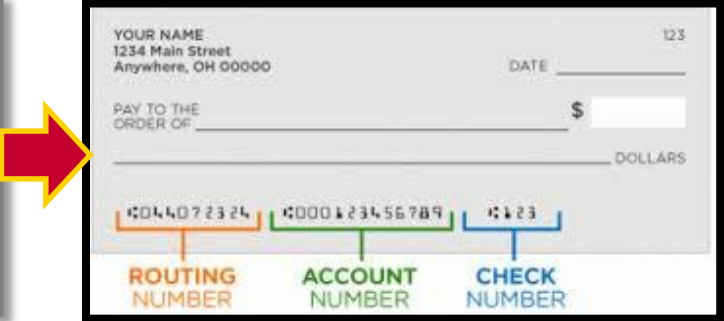 YOUR NAME 123
1234 Main Street
Anywhere, OH 00000 DATE
PAY TO THE
ORDER OF $
DOLLARS
⑆044072324 ⑆000123456789 ⑆123
ROUTING ACCOUNT CHECK
NUMBER NUMBER NUMBER